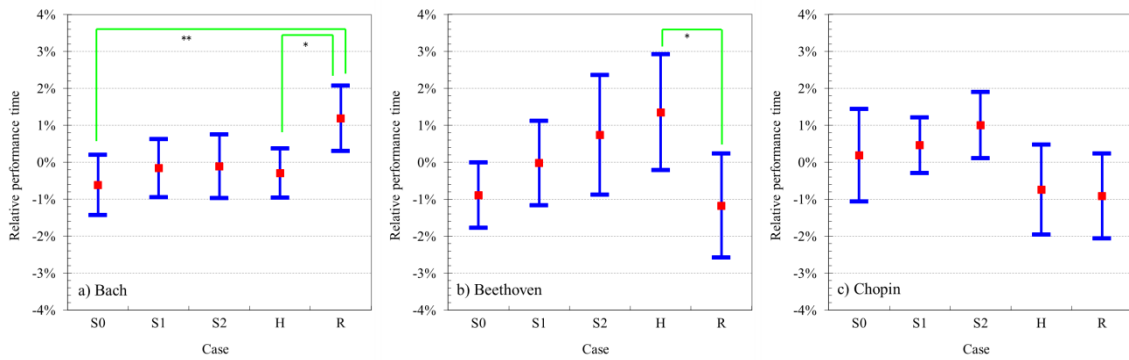 Relative performance time
4%
3%
2%
1%
0%
-1%
-2%
-3%
-4%
**
*
a) Bach
S0 S1 S2 H R
Case
Relative performance time
4%
3%
2%
1%
0%
-1%
-2%
-3%
-4%
*
b) Beethoven
S0 S1 S2 H R
Case
Relative performance time
4%
3%
2%
1%
0%
-1%
-2%
-3%
-4%
c) Chopin
S0 S1 S2 H R
Case